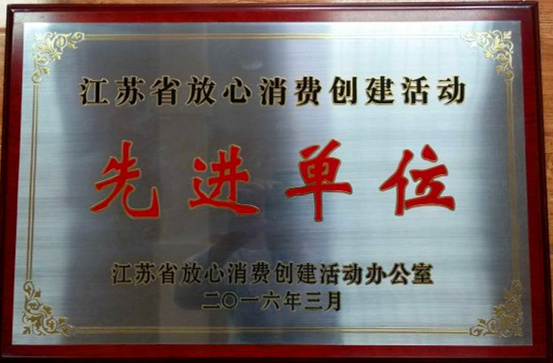 江苏省放心消费创建活动
先进单位
江苏省放心消费创建活动办公室
二〇一六年三月